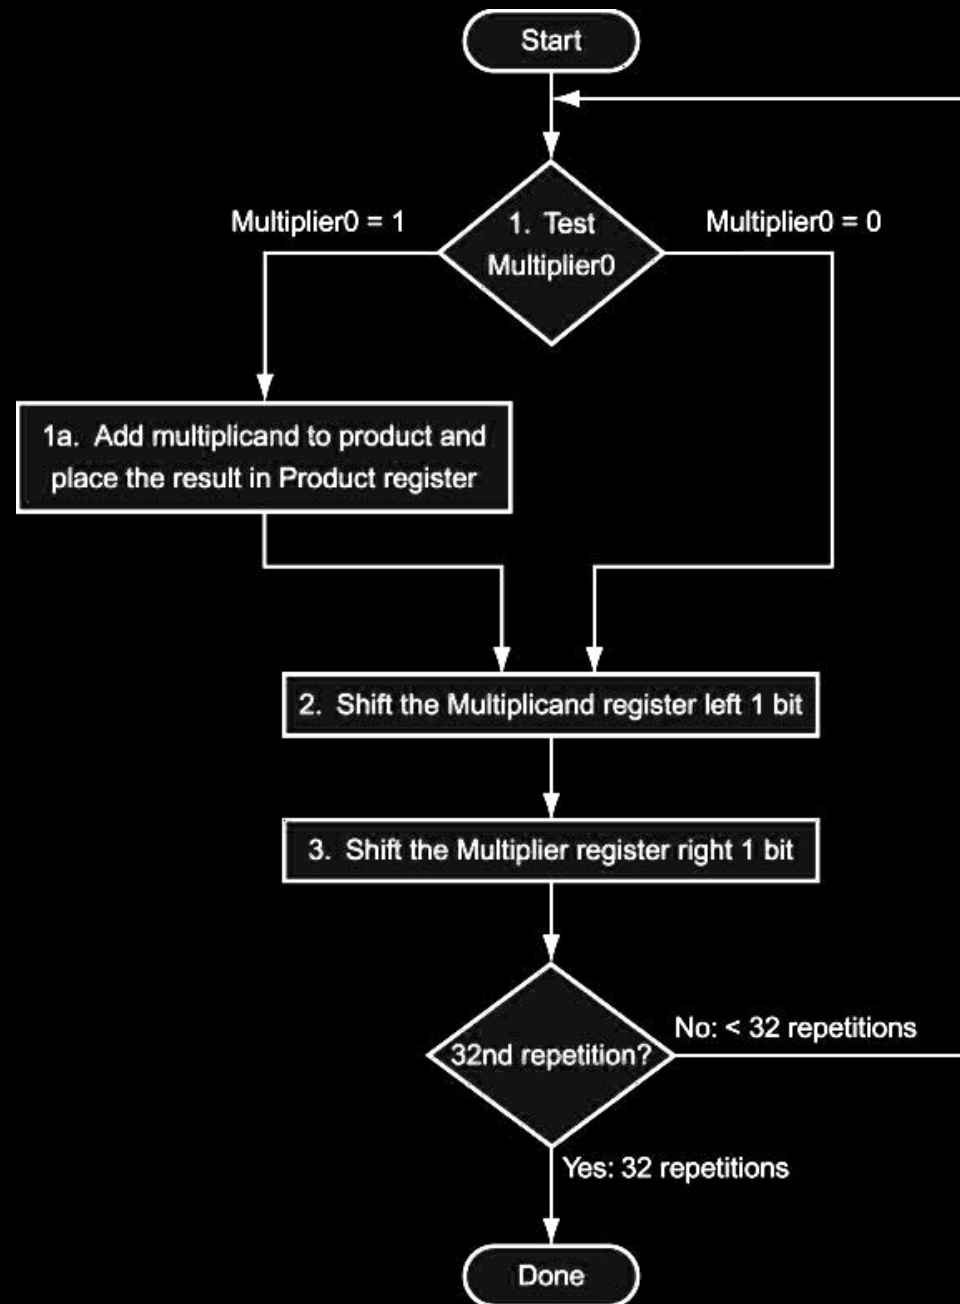 Start
Multiplier0 = 1
1. Test
Multiplier0
Multiplier0 = 0
1a. Add multiplicand to product and
place the result in Product register
2. Shift the Multiplicand register left 1 bit
3. Shift the Multiplier register right 1 bit
32nd repetition?
No: < 32 repetitions
Yes: 32 repetitions
Done